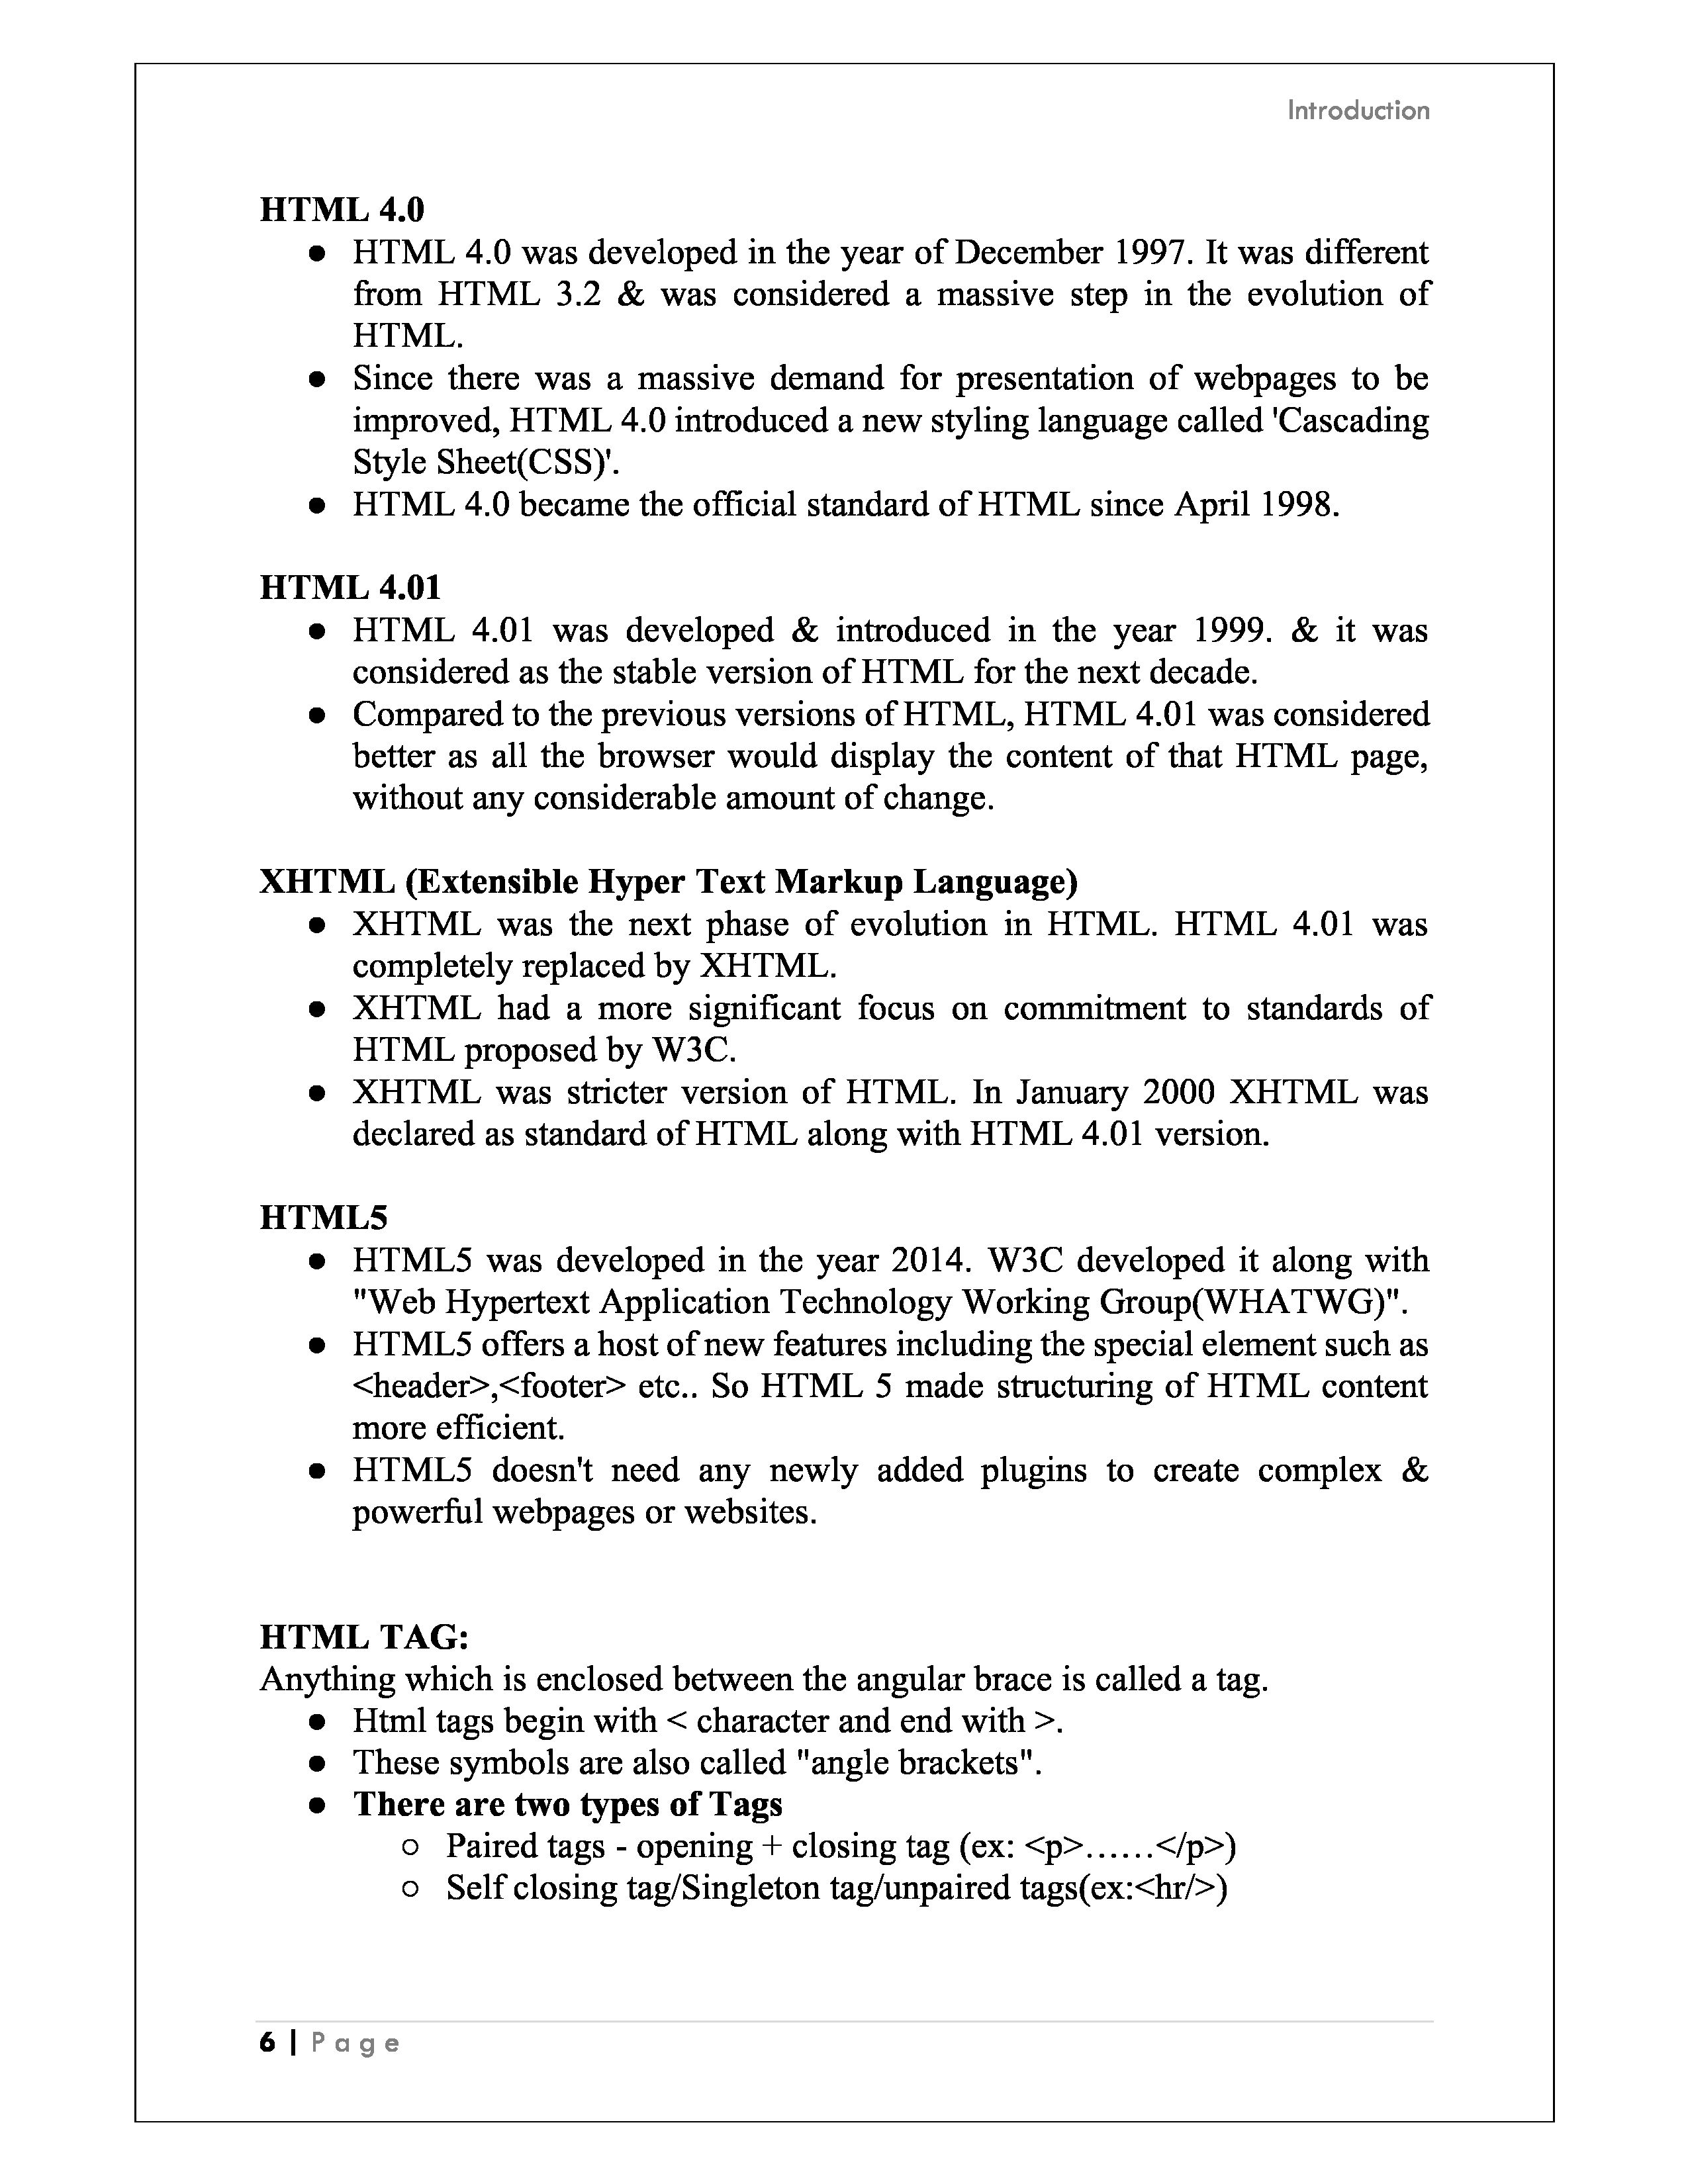 Introduction
HTML 4.0
● HTML 4.0 was developed in the year of December 1997. It was different
from HTML 3.2 & was considered a massive step in the evolution of
HTML.
● Since there was a massive demand for presentation of webpages to be
improved, HTML 4.0 introduced a new styling language called 'Cascading
Style Sheet(CSS)'.
● HTML 4.0 became the official standard of HTML since April 1998.
HTML 4.01
● HTML 4.01 was developed & introduced in the year 1999. & it was
considered as the stable version of HTML for the next decade.
● Compared to the previous versions of HTML, HTML 4.01 was considered
better as all the browser would display the content of that HTML page,
without any considerable amount of change.
XHTML (Extensible Hyper Text Markup Language)
● XHTML was the next phase of evolution in HTML. HTML 4.01 was
completely replaced by XHTML.
● XHTML had a more significant focus on commitment to standards of
HTML proposed by W3C.
● XHTML was stricter version of HTML. In January 2000 XHTML was
declared as standard of HTML along with HTML 4.01 version.
HTML5
● HTML5 was developed in the year 2014. W3C developed it along with
"Web Hypertext Application Technology Working Group(WHATWG)".
● HTML5 offers a host of new features including the special element such as
<header>,<footer> etc.. So HTML 5 made structuring of HTML content
more efficient.
● HTML5 doesn't need any newly added plugins to create complex &
powerful webpages or websites.
HTML TAG:
Anything which is enclosed between the angular brace is called a tag.
● Html tags begin with < character and end with >.
● These symbols are also called "angle brackets".
● There are two types of Tags
○ Paired tags - opening + closing tag (ex: <p>......</p>)
○ Self closing tag/Singleton tag/unpaired tags(ex:<hr/>)
6 | Page